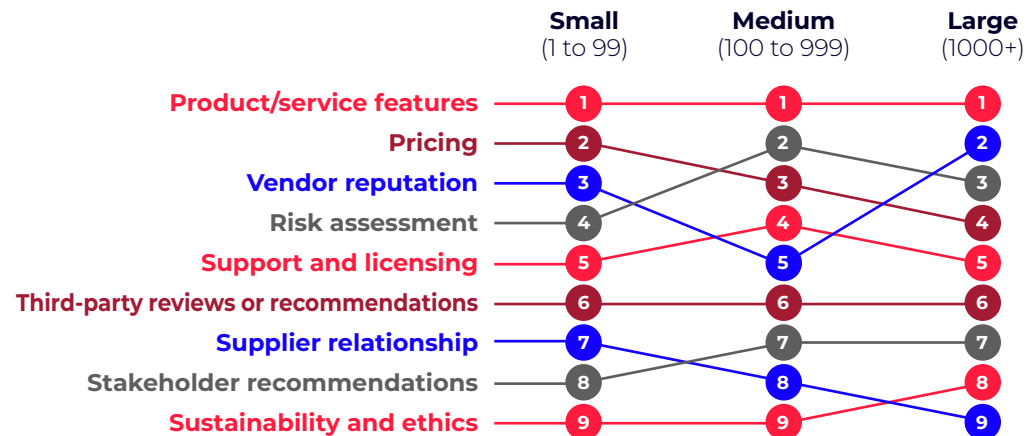 Small Medium Large
(1 to 99) (100 to 999) (1000+)
Product/service features 1 1 1
Pricing 2 2 2
Vendor reputation 3 3 3
Risk assessment 4 4 4
Support and licensing 5 5 5
Third-party reviews or recommendations 6 6 6
Supplier relationship 7 7 7
Stakeholder recommendations 8 8 8
Sustainability and ethics 9 9 9